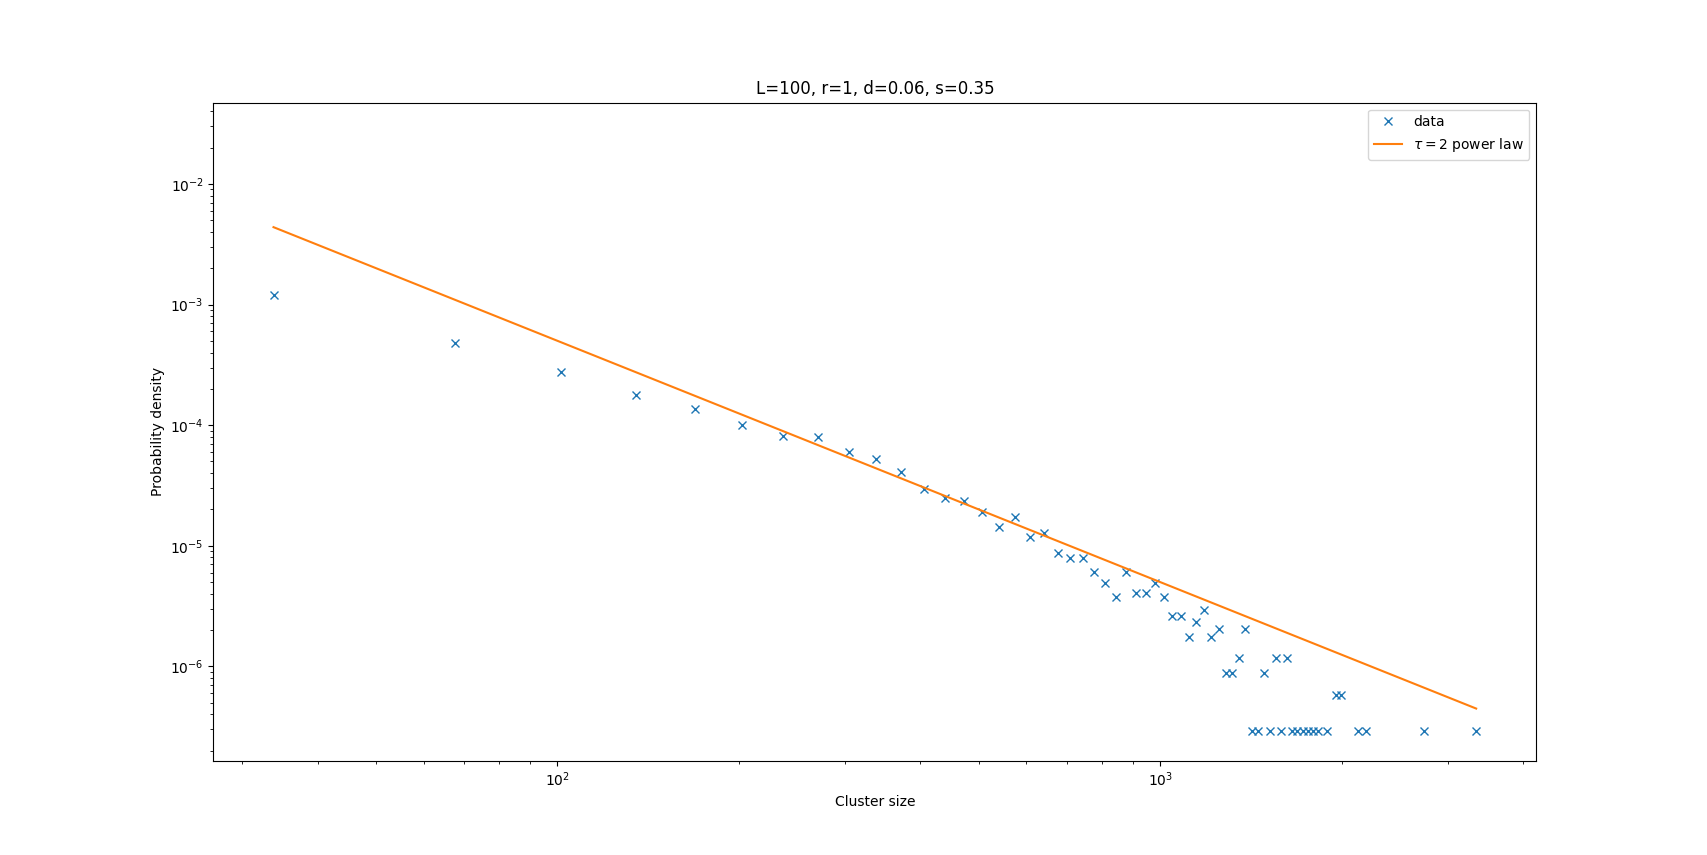 L=100, r=1, d=0.06, s=0.35
data
τ = 2 power law
10⁻²
10⁻³
10⁻⁴
10⁻⁵
10⁻⁶
Probability density
10²
10³
Cluster size